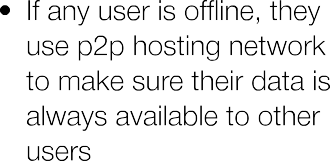 • If any user is offline, they
use p2p hosting network
to make sure their data is
always available to other
users